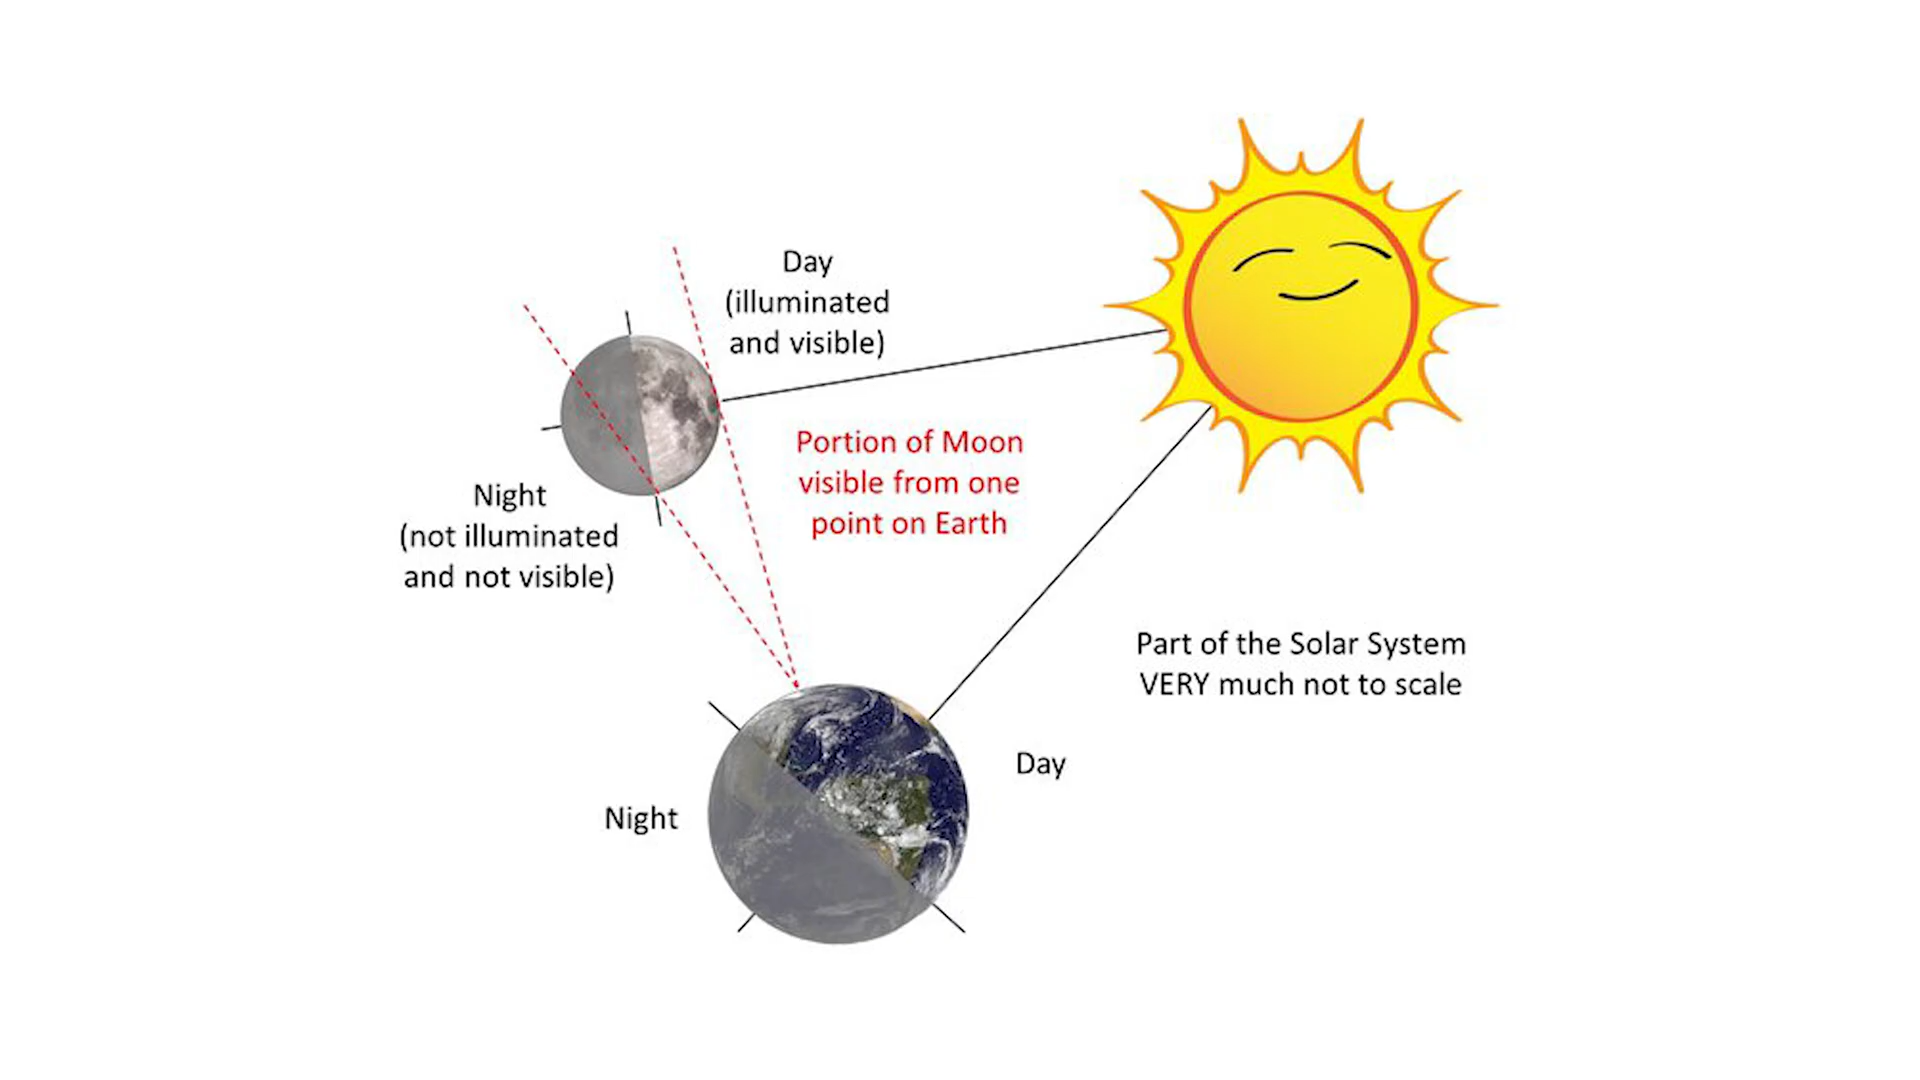 Day
(illuminated
and visible)
Portion of Moon
visible from one
point on Earth
Night
(not illuminated
and not visible)
Part of the Solar System
VERY much not to scale
Day
Night